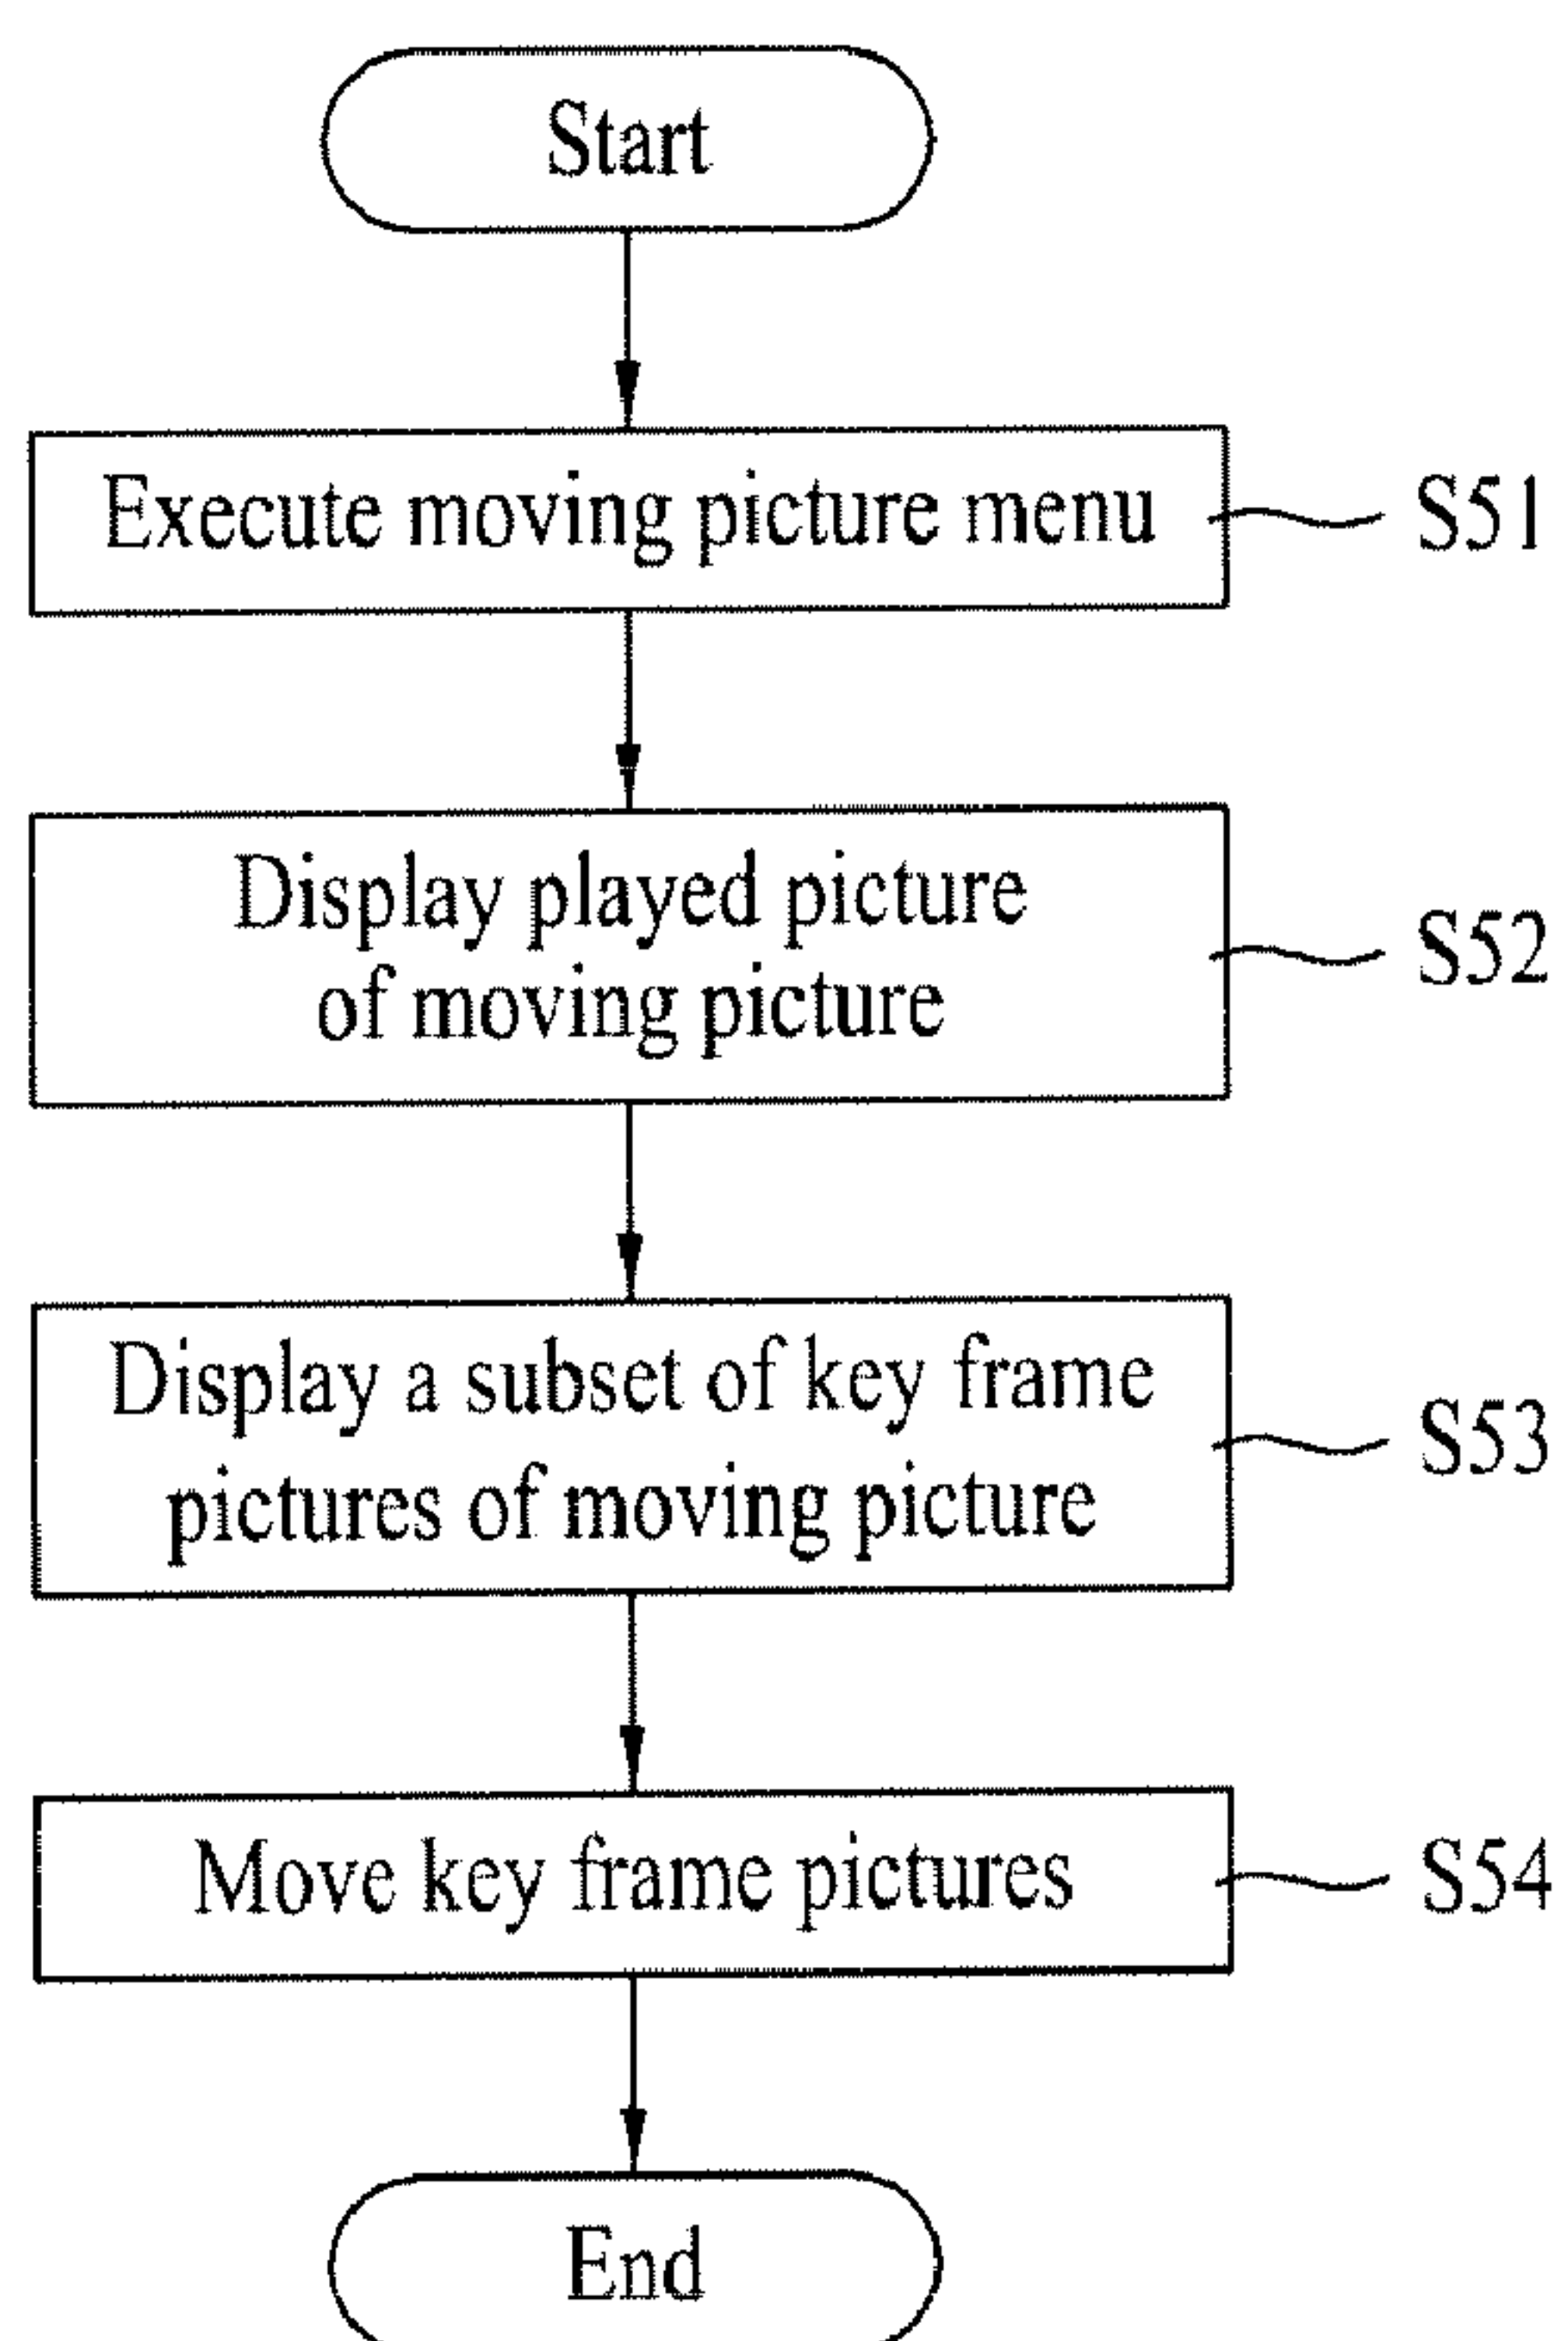 Start
Execute moving picture menu
S51
Display played picture
of moving picture
S52
Display a subset of key frame
pictures of moving picture
S53
Move key frame pictures
S54
End